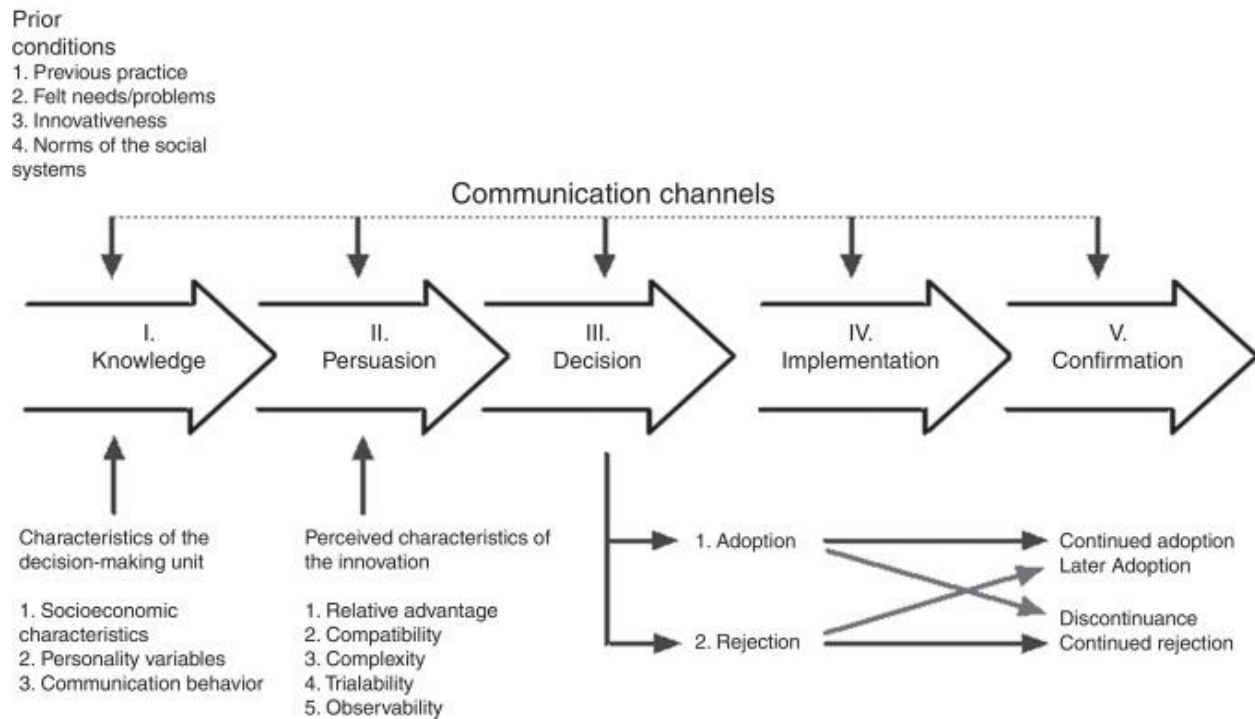 Prior
conditions
1. Previous practice
2. Felt needs/problems
3. Innovativeness
4. Norms of the social
systems
Communication channels
I.
Knowledge
II.
Persuasion
III.
Decision
IV.
Implementation
V.
Confirmation
Characteristics of the
decision-making unit
1. Socioeconomic
characteristics
2. Personality variables
3. Communication behavior
Perceived characteristics of
the innovation
1. Relative advantage
2. Compatibility
3. Complexity
4. Trialability
5. Observability
1. Adoption
2. Rejection
Continued adoption
Later Adoption
Discontinuance
Continued rejection